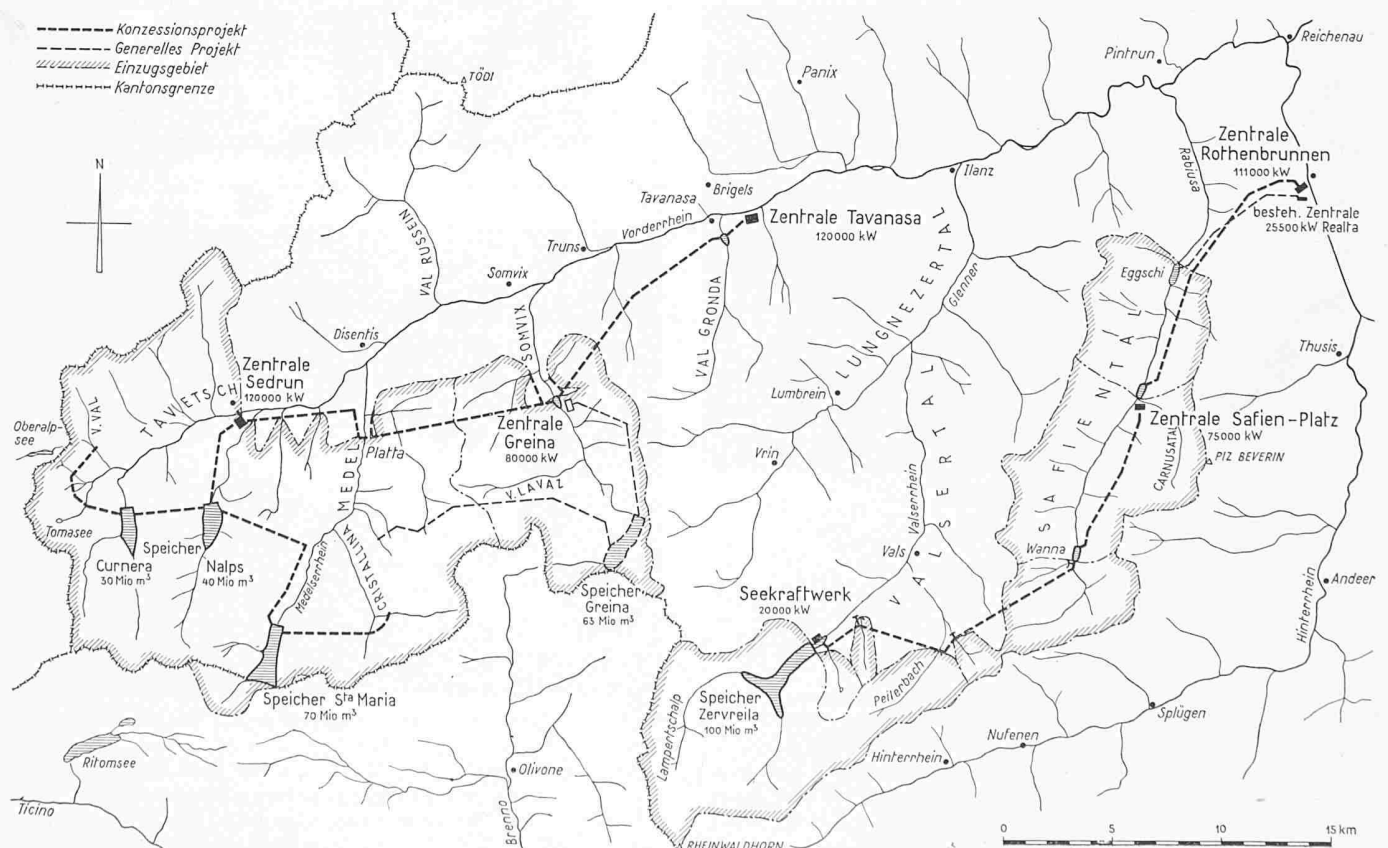 Konzessionsprojekt
Generelles Projekt
Einzugsgebiet
Kantonsgrenze
TÖDI
Panix
Pintrun
Reichenau
N
Zentrale
Rothenbrunnen
111000 kW
Rabiusa
Ilanz
Brigels
Tavanasa
Zentrale Tavanasa
120000 kW
besteh. Zentrale
25500 kW Realta
VAL RUSSEIN
Vorderrhein
Truns
Somvix
Eggschi
Glenner
LUNGNEZERTAL
Disentis
SOMVIX
VAL GRONDA
Thusis
Zentrale
Sedrun
120000 kW
TAVETSCH
V. VAL
Oberalp-
see
Lumbrein
Zentrale
Greina
80000 kW
Zentrale Safien-Platz
75000 kW
Platta
MEDEL
Vrin
CARNUSATAL
PIZ BEVERIN
V. LAVAZ
SAFIENTAL
VALSERTAL
Valserrhein
Tomasee
Speicher
Curnera
30 Mio m³
Nalps
40 Mio m³
Medelserrhein
CRISTALLINA
Vals
Wanna
Speicher
Greina
63 Mio m³
Seekraftwerk
20000 kW
Andeer
Hinterrhein
Speicher Sta Maria
70 Mio m³
Speicher
Zervreila
100 Mio m³
Peilerbach
Lampertschalp
Splügen
Nufenen
Hinterrhein
Ritomsee
Olivone
Ticino
Brenno
RHEINWALDHORN
0 5 10 15 km